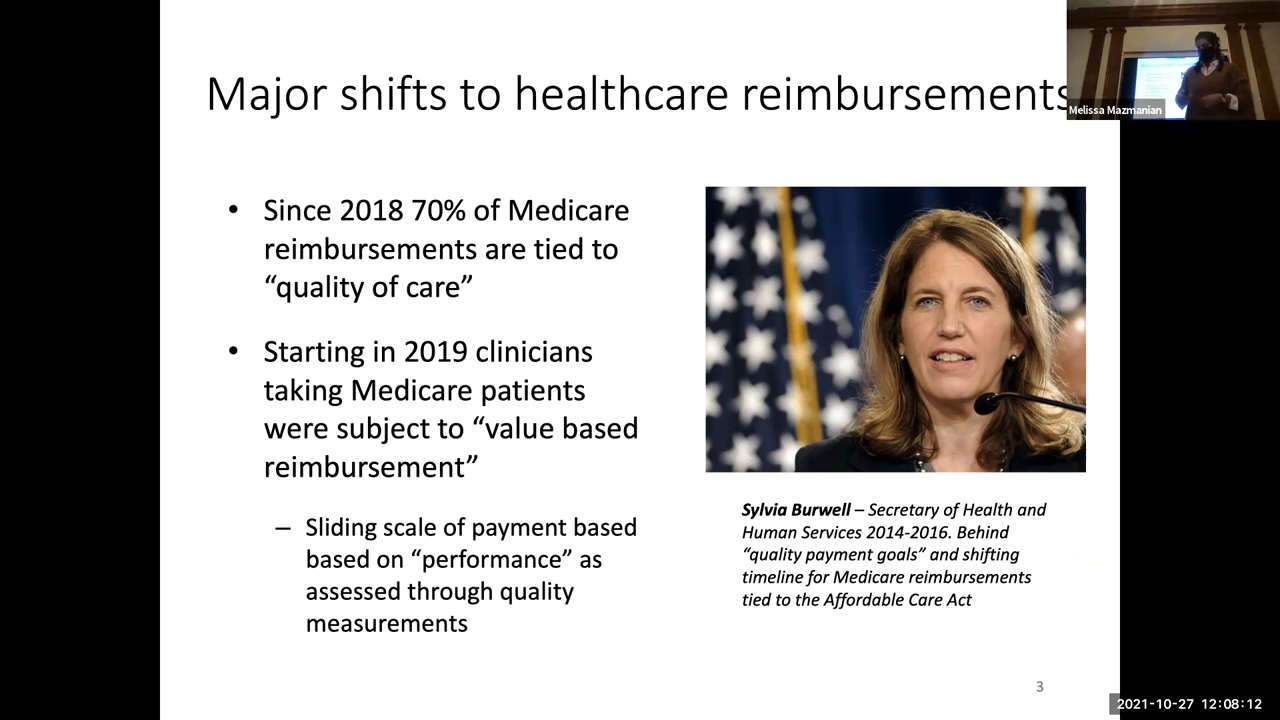 Major shifts to healthcare reimbursements
Melissa Mazmanian
• Since 2018 70% of Medicare
reimbursements are tied to
“quality of care”
• Starting in 2019 clinicians
taking Medicare patients
were subject to “value based
reimbursement”
– Sliding scale of payment based
based on “performance” as
assessed through quality
measurements
Sylvia Burwell – Secretary of Health and
Human Services 2014-2016. Behind
“quality payment goals” and shifting
timeline for Medicare reimbursements
tied to the Affordable Care Act
3
2021-10-27 12:08:12